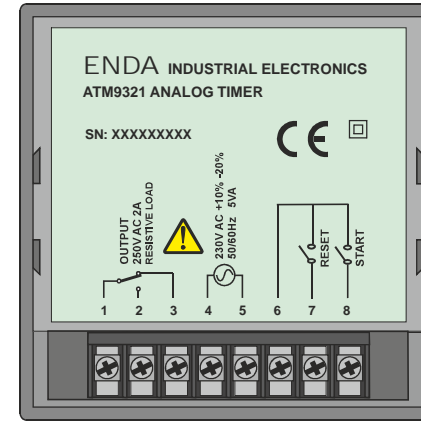 ENDA INDUSTRIAL ELECTRONICS
ATM9321 ANALOG TIMER
SN: XXXXXXXXX
CE
OUTPUT
250V AC 2A
RESISTIVE LOAD
230V AC +10% -20%
50/60Hz 5VA
RESET
START
1 2 3 4 5 6 7 8